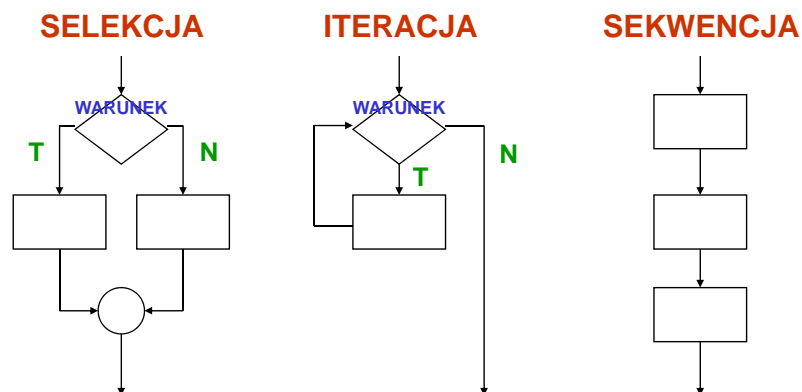 SELEKCJA
ITERACJA
SEKWENCJA
WARUNEK
WARUNEK
T
N
T
N